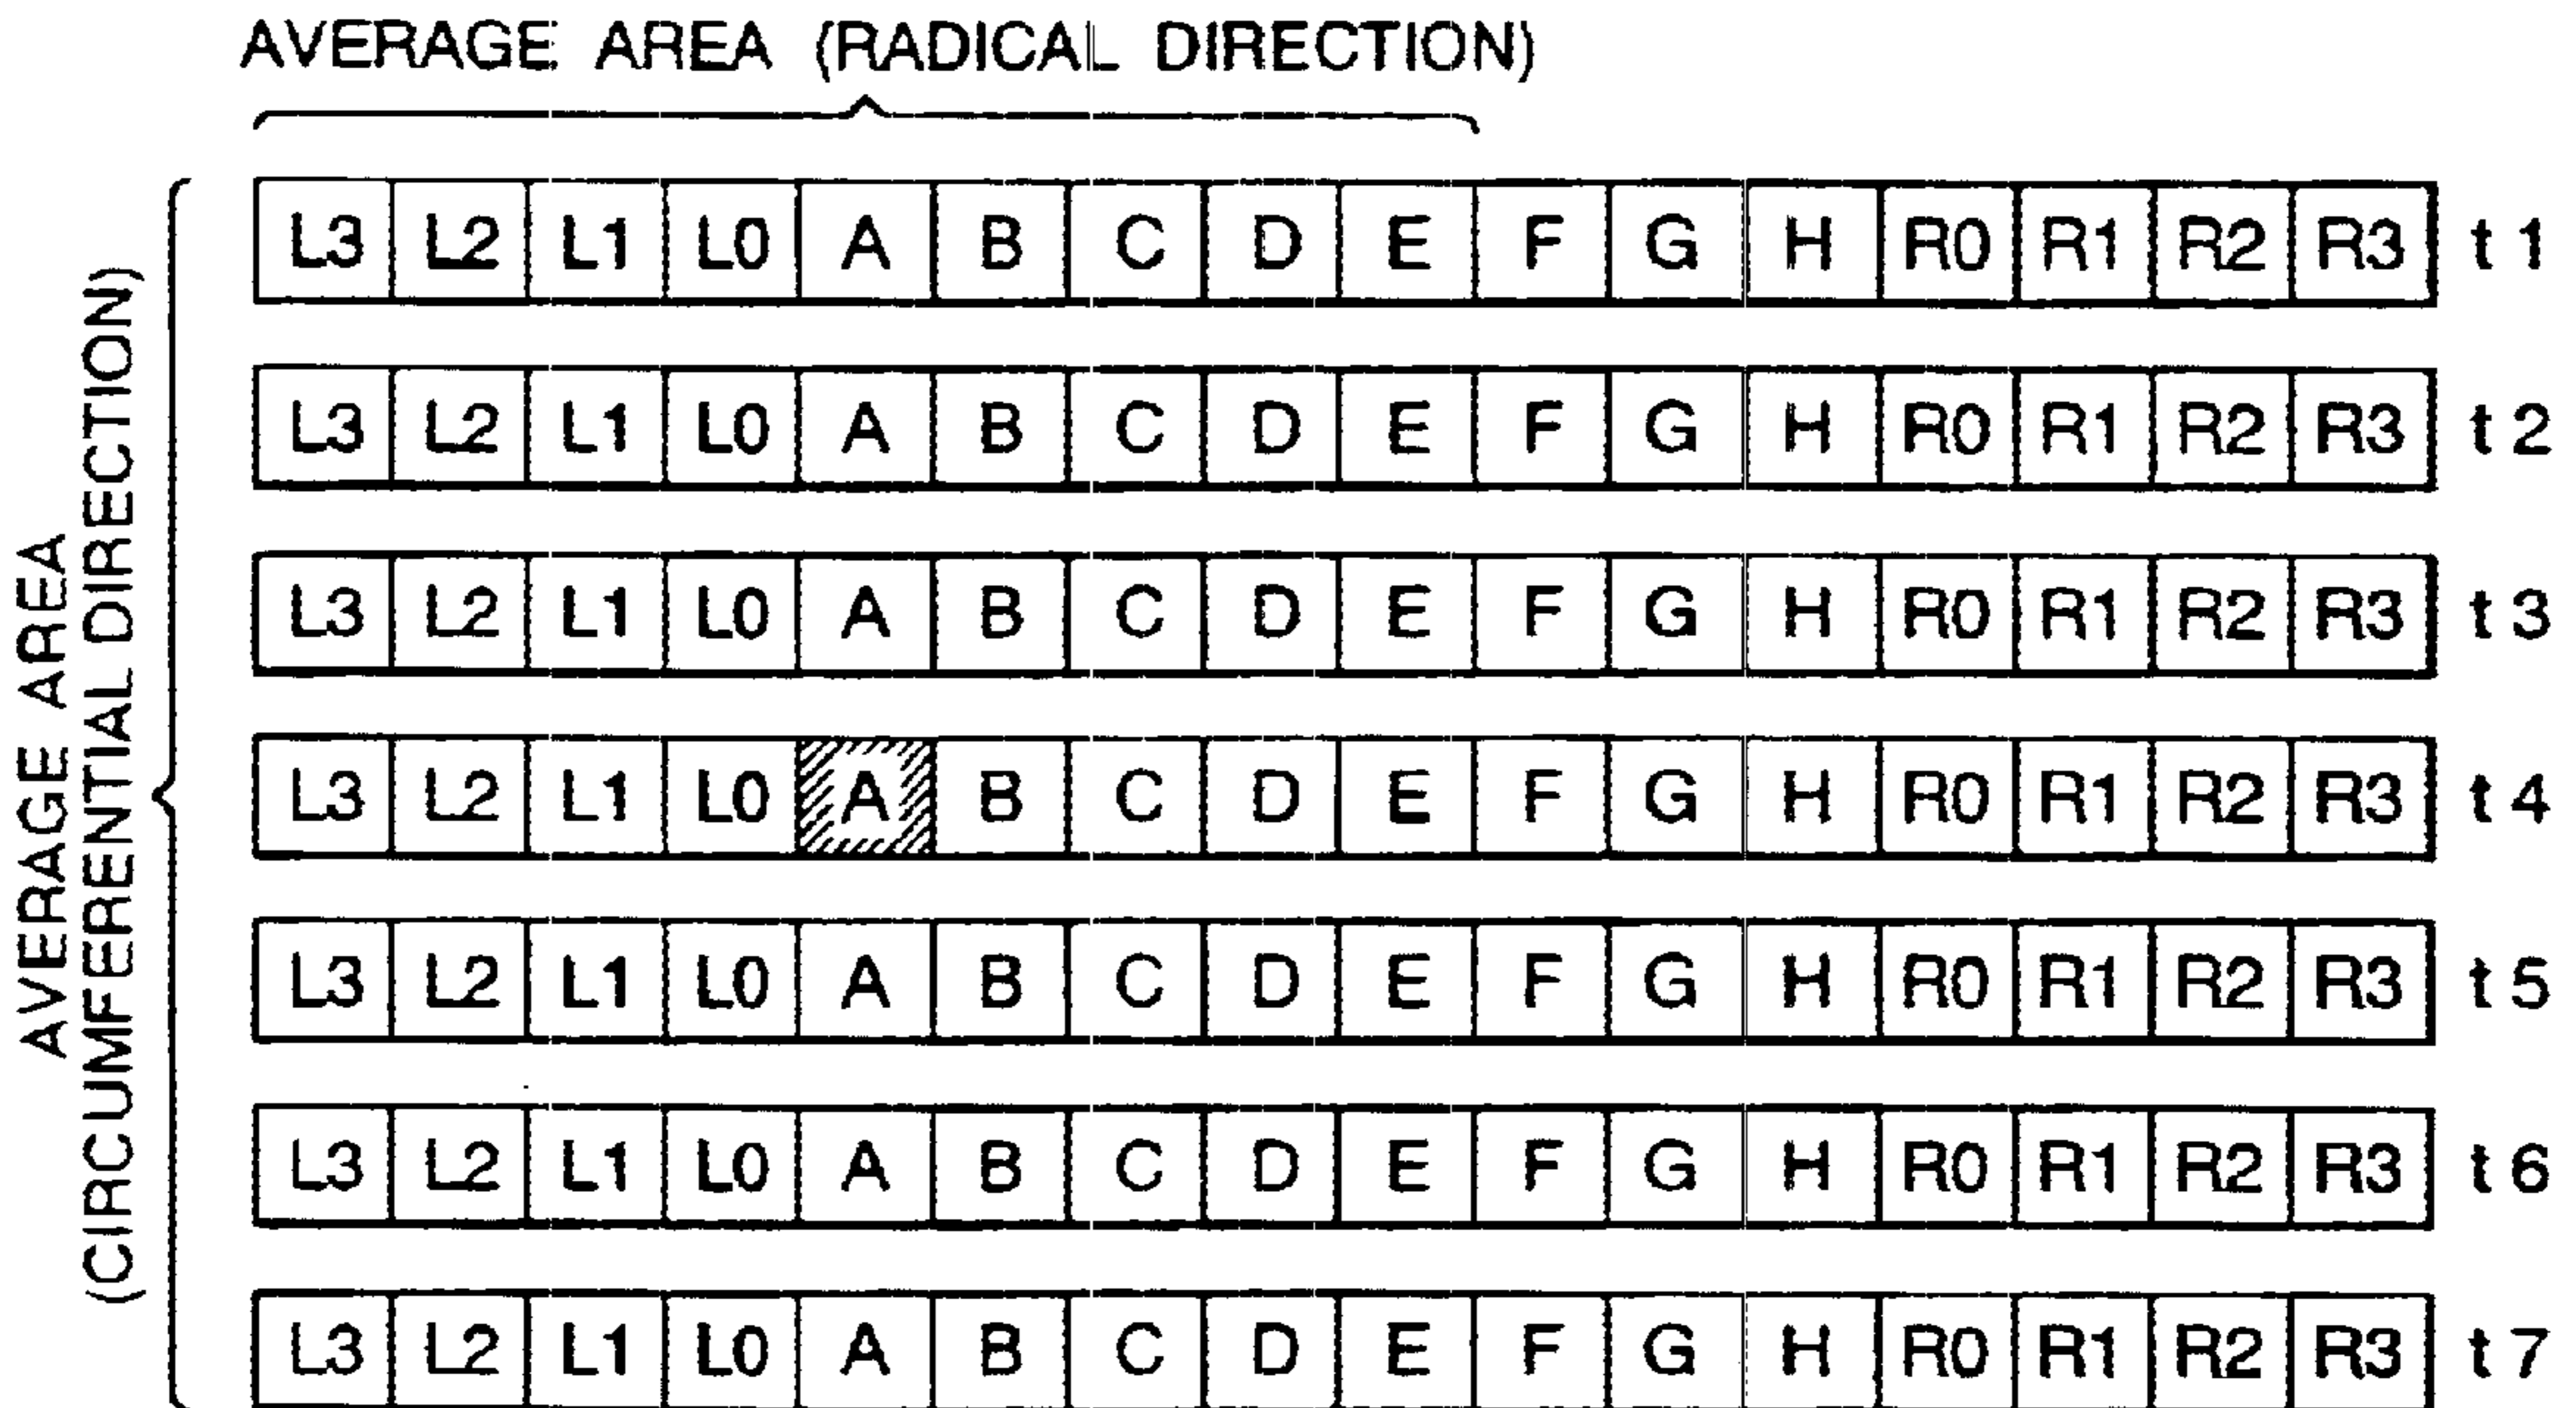 AVERAGE AREA (RADICAL DIRECTION)
AVERAGE AREA
(CIRCUMFERENTIAL DIRECTION)
L3 L2 L1 L0 A B C D E F G H R0 R1 R2 R3 t1
L3 L2 L1 L0 A B C D E F G H R0 R1 R2 R3 t2
L3 L2 L1 L0 A B C D E F G H R0 R1 R2 R3 t3
L3 L2 L1 L0 A B C D E F G H R0 R1 R2 R3 t4
L3 L2 L1 L0 A B C D E F G H R0 R1 R2 R3 t5
L3 L2 L1 L0 A B C D E F G H R0 R1 R2 R3 t6
L3 L2 L1 L0 A B C D E F G H R0 R1 R2 R3 t7